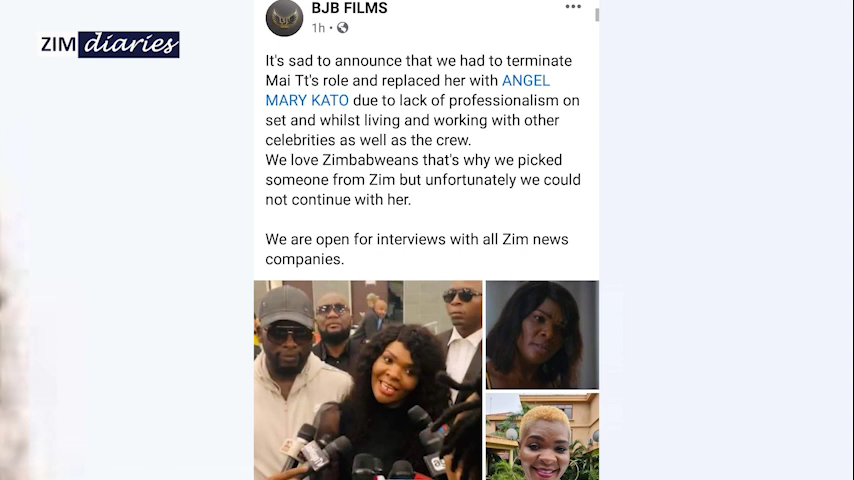 ZIM diaries
BJB FILMS
1h
It's sad to announce that we had to terminate
Mai Tt's role and replaced her with ANGEL
MARY KATO due to lack of professionalism on
set and whilst living and working with other
celebrities as well as the crew.
We love Zimbabweans that's why we picked
someone from Zim but unfortunately we could
not continue with her.
We are open for interviews with all Zim news
companies.